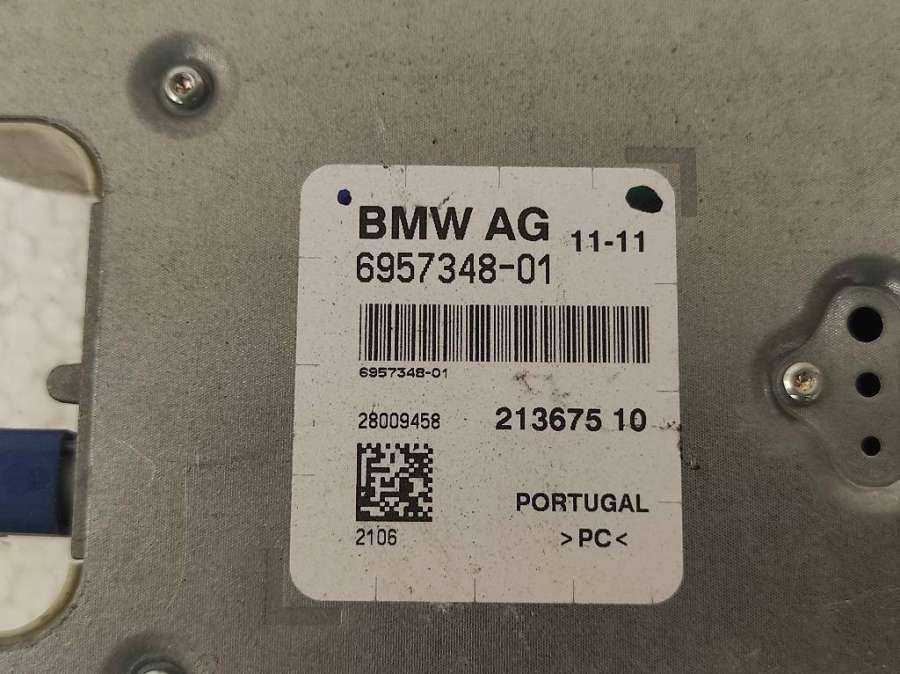 BMW AG 11-11
6957348-01
6957348-01
28009458 213675 10
PORTUGAL
2106 >PC<